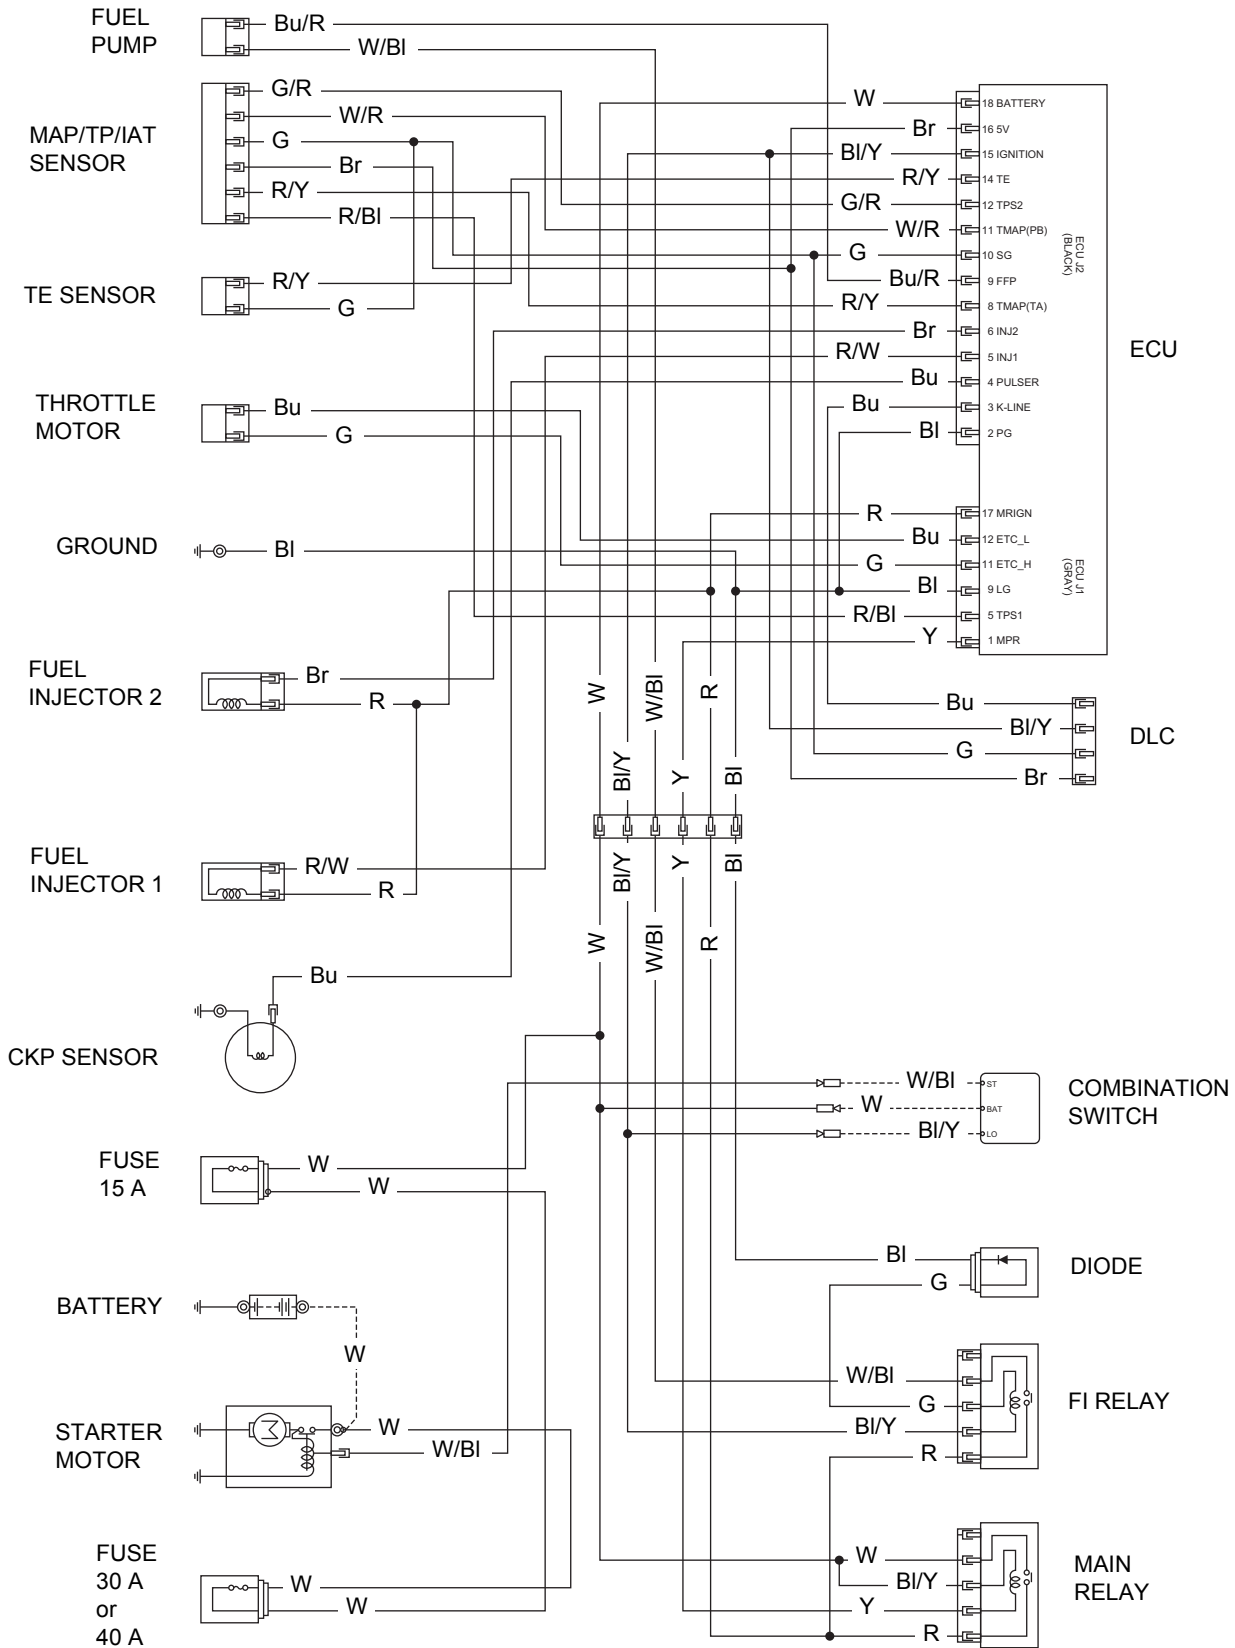 FUEL
PUMP
Bu/R
W/Bl
MAP/TP/IAT
SENSOR
G/R
W/R
G
Br
R/Y
R/Bl
TE SENSOR
R/Y
G
THROTTLE
MOTOR
Bu
G
GROUND
Bl
FUEL
INJECTOR 2
Br
R
FUEL
INJECTOR 1
R/W
R
CKP SENSOR
Bu
FUSE
15 A
W
W
BATTERY
W
STARTER
MOTOR
M
W
W/Bl
FUSE
30 A
or
40 A
W
W
W
Br
Bl/Y
R/Y
G/R
W/R
G
Bu/R
R/Y
Br
R/W
Bu
Bu
Bl
R
Bu
G
Bl
R/Bl
Y
18 BATTERY
16 5V
15 IGNITION
14 TE
12 TPS2
11 TMAP(PB)
10 SG
9 FFP
8 TMAP(TA)
6 INJ2
5 INJ1
4 PULSER
3 K-LINE
2 PG
ECU J2
(BLACK)
17 MRIGN
12 ETC_L
11 ETC_H
9 LG
5 TPS1
1 MPR
ECU J1
(GRAY)
ECU
Bu
Bl/Y
G
Br
DLC
W
Bl/Y
W/Bl
Y
R
Bl
W
Bl/Y
W/Bl
Y
R
Bl
W/Bl
W
Bl/Y
ST
BAT
LO
COMBINATION
SWITCH
Bl
G
DIODE
W/Bl
G
Bl/Y
R
FI RELAY
W
Bl/Y
Y
R
MAIN
RELAY